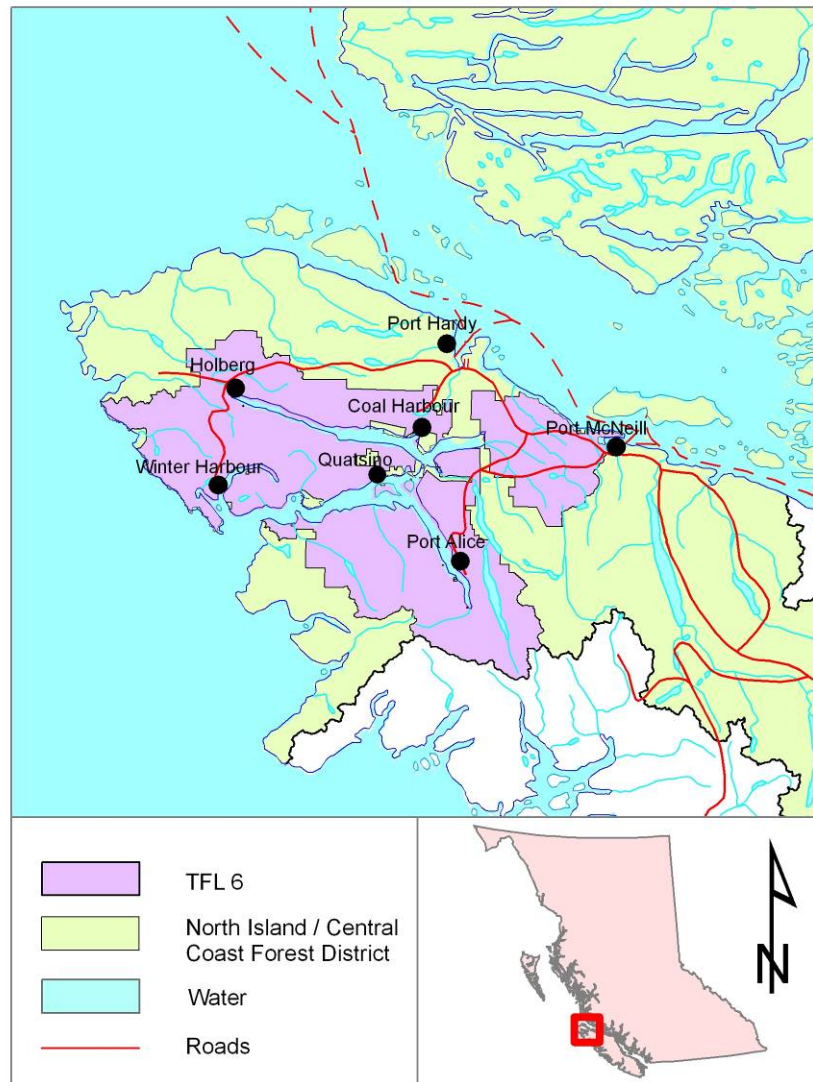 Port Hardy
Holberg
Coal Harbour
Port McNeill
Quatsino
Winter Harbour
Port Alice
TFL 6
North Island / Central
Coast Forest District
Water
Roads
N